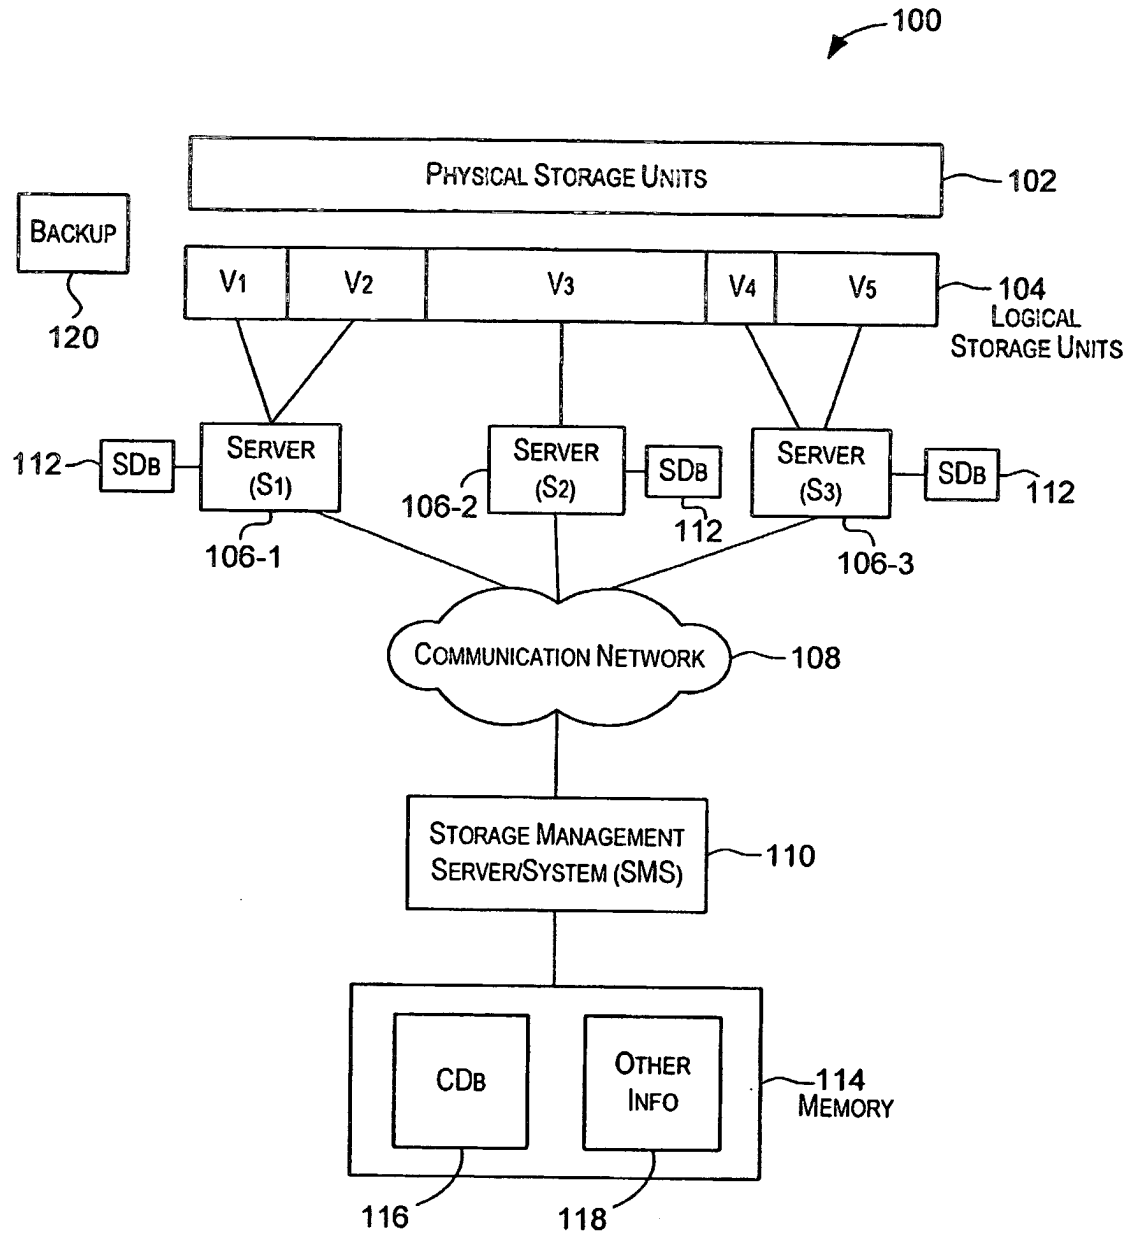 100
PHYSICAL STORAGE UNITS
102
BACKUP
120
V1 V2 V3 V4 V5
104
LOGICAL
STORAGE UNITS
112
SDB
SERVER
(S1)
106-1
SERVER
(S2)
106-2
SDB
112
SERVER
(S3)
106-3
SDB
112
COMMUNICATION NETWORK
108
STORAGE MANAGEMENT
SERVER/SYSTEM (SMS)
110
CDB
OTHER
INFO
114
MEMORY
116
118